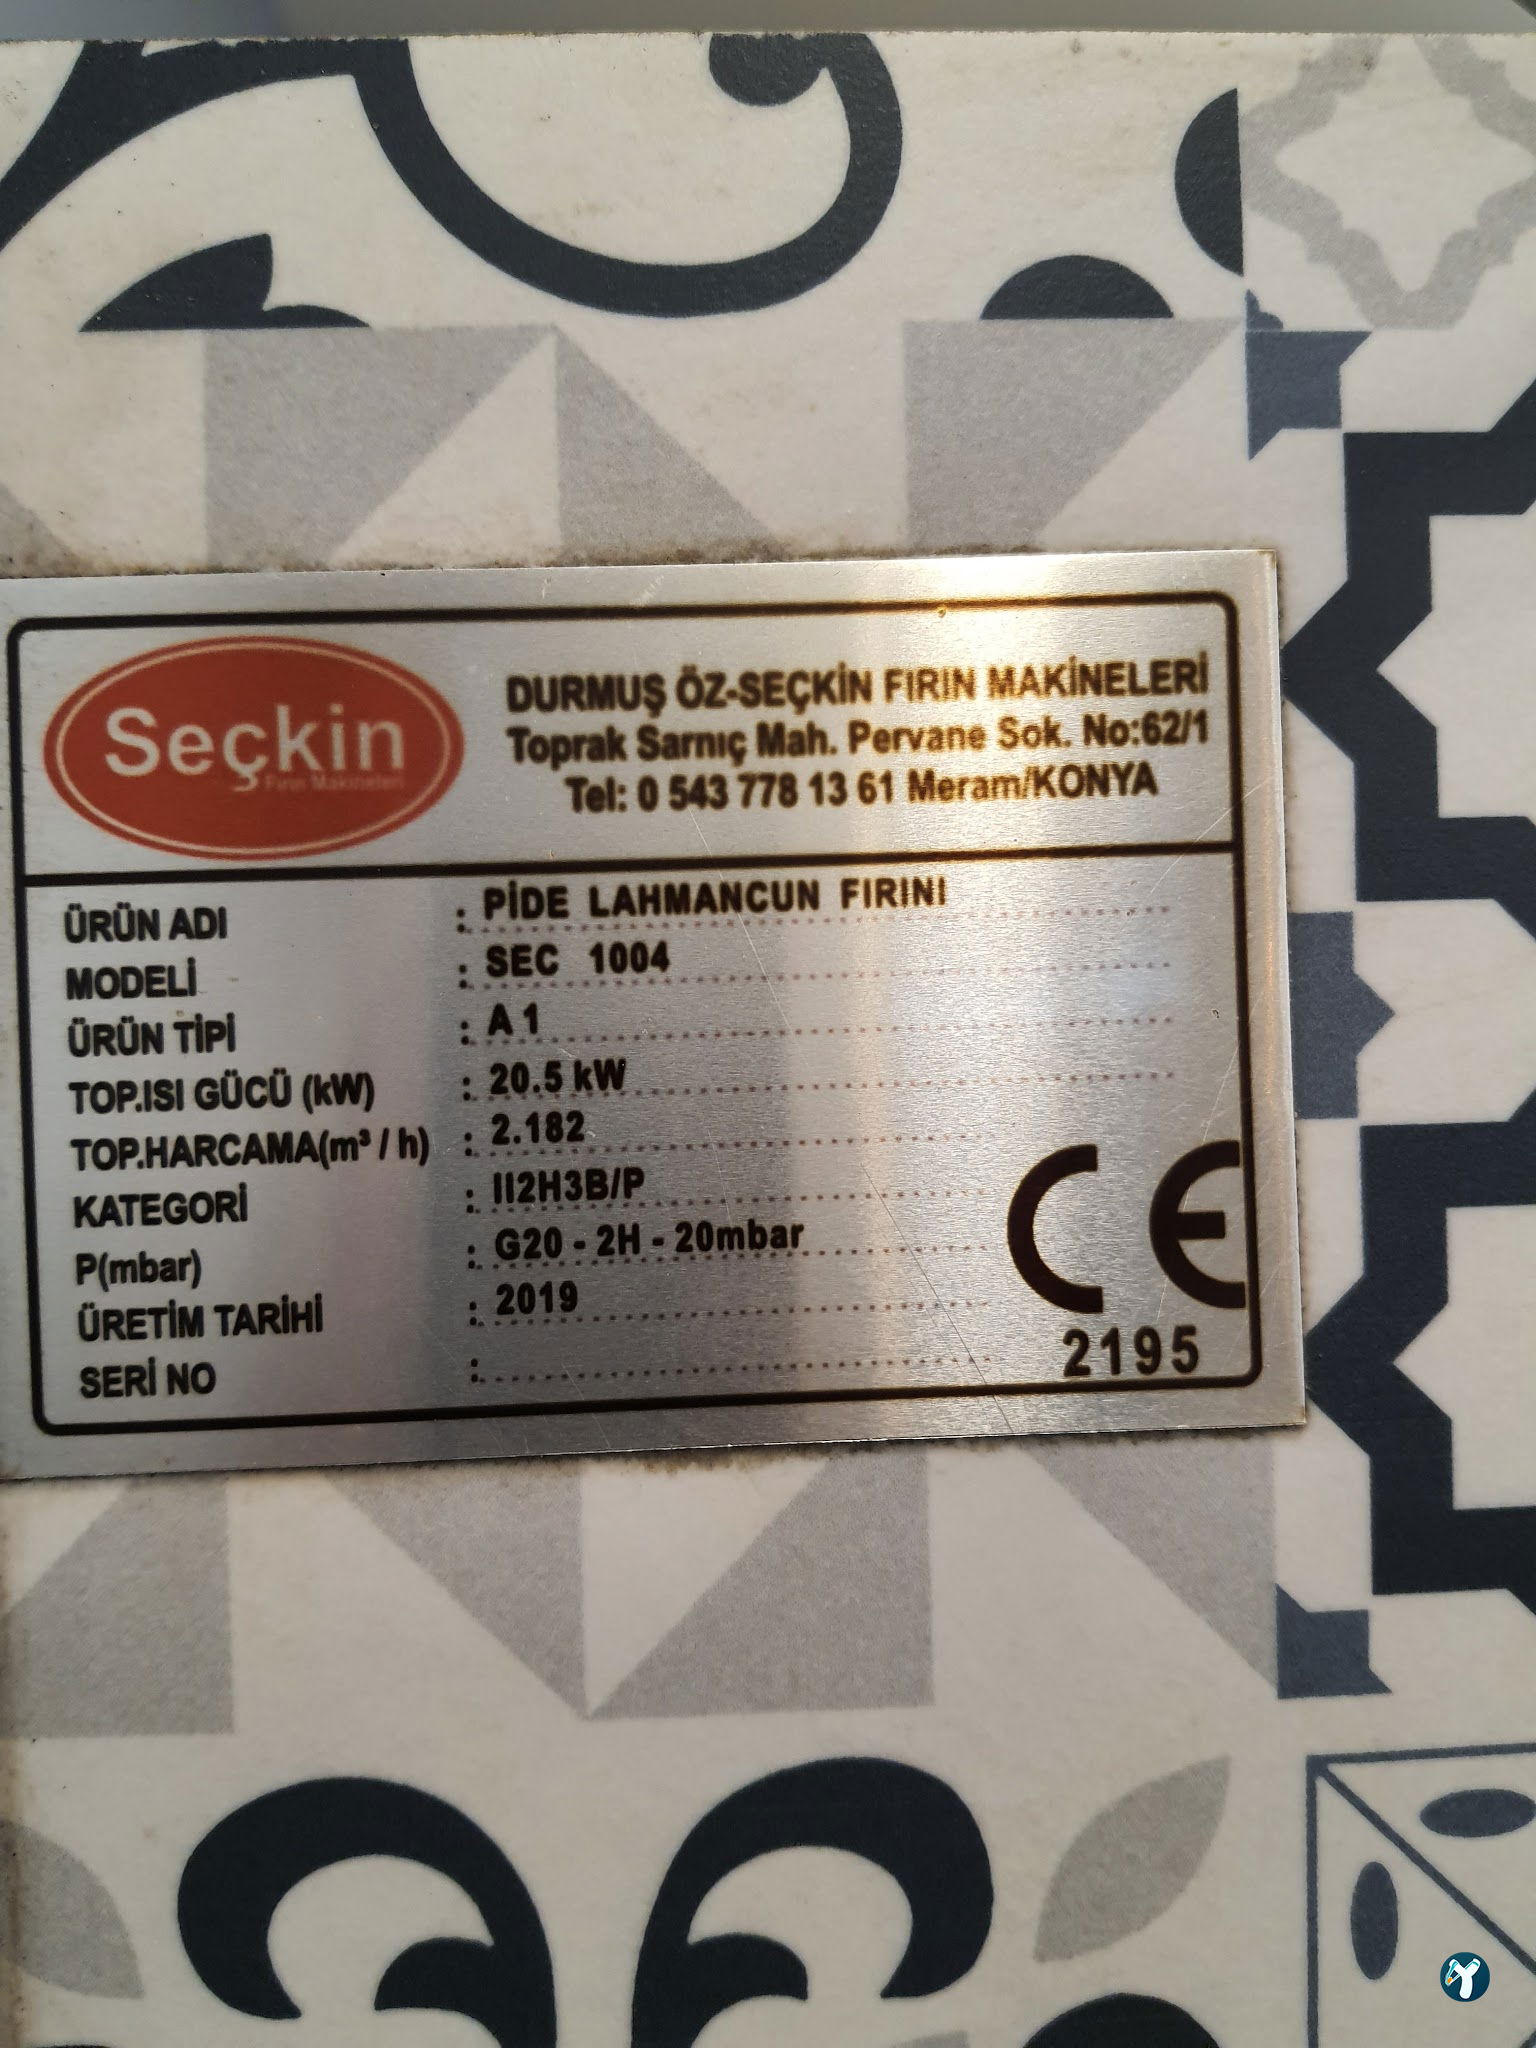 Seçkin
Fırın Makineleri
DURMUŞ ÖZ-SEÇKİN FIRIN MAKİNELERİ
Toprak Sarnıç Mah. Pervane Sok. No:62/1
Tel: 0 543 778 13 61 Meram/KONYA
ÜRÜN ADI : PİDE LAHMANCUN FIRINI
MODELİ : SEC 1004
ÜRÜN TİPİ : A 1
TOP.ISI GÜCÜ (kW) : 20.5 kW
TOP.HARCAMA(m³ / h) : 2.182
KATEGORİ : II2H3B/P
P(mbar) : G20 - 2H - 20mbar
ÜRETİM TARİHİ : 2019
SERİ NO :
CE
2195